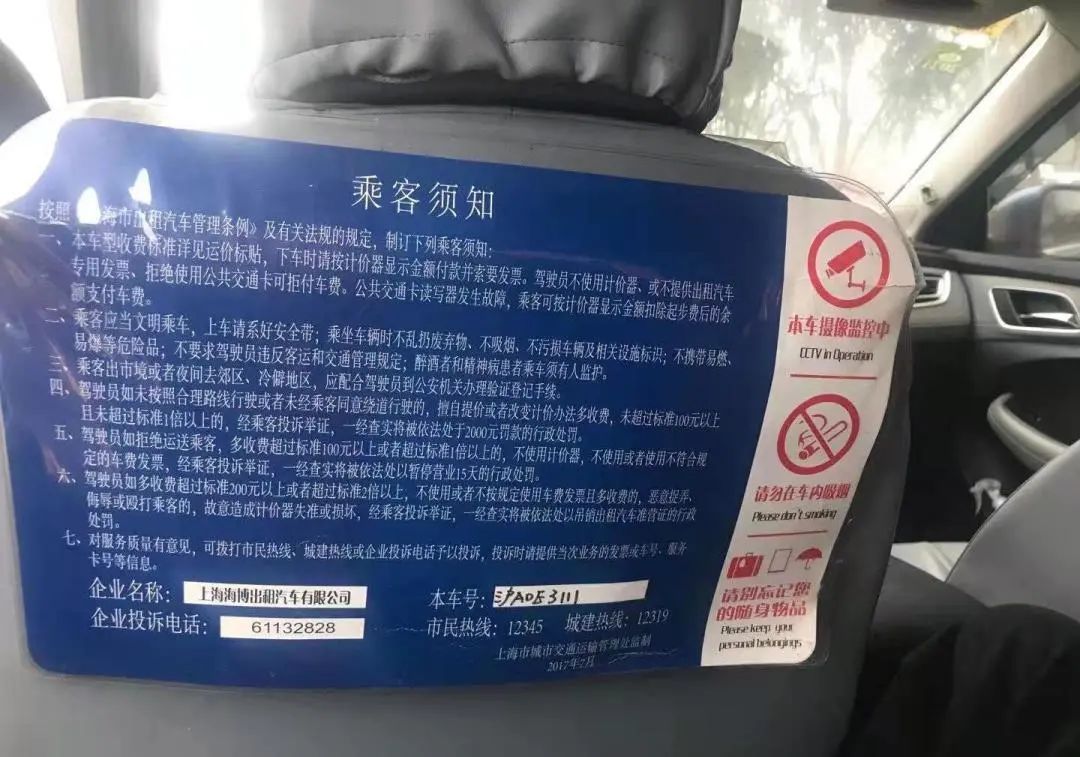 乘客须知
按照《上海市出租汽车管理条例》及有关法规的规定，制订下列乘客须知：
一、本车型收费标准详见运价标贴，下车时请按计价器显示金额付款并索要发票。驾驶员不使用计价器、或不提供出租汽车
专用发票、拒绝使用公共交通卡可拒付车费。公共交通卡读写器发生故障，乘客可按计价器显示金额扣除起步费后的余
额支付车费。
二、乘客应当文明乘车，上车请系好安全带；乘坐车辆时不乱扔废弃物、不吸烟、不污损车辆及相关设施标识；不携带易燃、
易爆等危险品；不要求驾驶员违反客运和交通管理规定；醉酒者和精神病患者乘车须有人监护。
三、乘客出市境或者夜间去郊区、冷僻地区，应配合驾驶员到公安机关办理验证登记手续。
四、驾驶员如未按照合理路线行驶或者未经乘客同意绕道行驶的，擅自提价或者改变计价办法多收费，未超过标准100元以上
且未超过标准1倍以上的，经乘客投诉举证，一经查实将被依法处于2000元罚款的行政处罚。
五、驾驶员如拒绝运送乘客，多收费超过标准100元以上或者超过标准1倍以上的，不使用计价器，不使用或者使用不符合规
定的车费发票，经乘客投诉举证，一经查实将被依法处以暂停营业15天的行政处罚。
六、驾驶员如多收费超过标准200元以上或者超过标准2倍以上，不使用或者不按规定使用车费发票且多收费的，恶意捉弄、
侮辱或殴打乘客的，故意造成计价器失准或损坏，经乘客投诉举证，一经查实将被依法处以吊销出租汽车准营证的行政
处罚。
七、对服务质量有意见，可拨打市民热线、城建热线或企业投诉电话予以投诉，投诉时请提供当次业务的发票或车号、服务
卡号等信息。
企业名称：上海海博出租汽车有限公司
本车号：沪ADE3111
企业投诉电话：61132828
市民热线：12345 城建热线：12319
上海市城市交通运输管理处监制
2017年7月
本车摄像监控中
CCTV in Operation
请勿在车内吸烟
Please don't smoking
请别忘记您
的随身物品
Please keep your
personal belongings